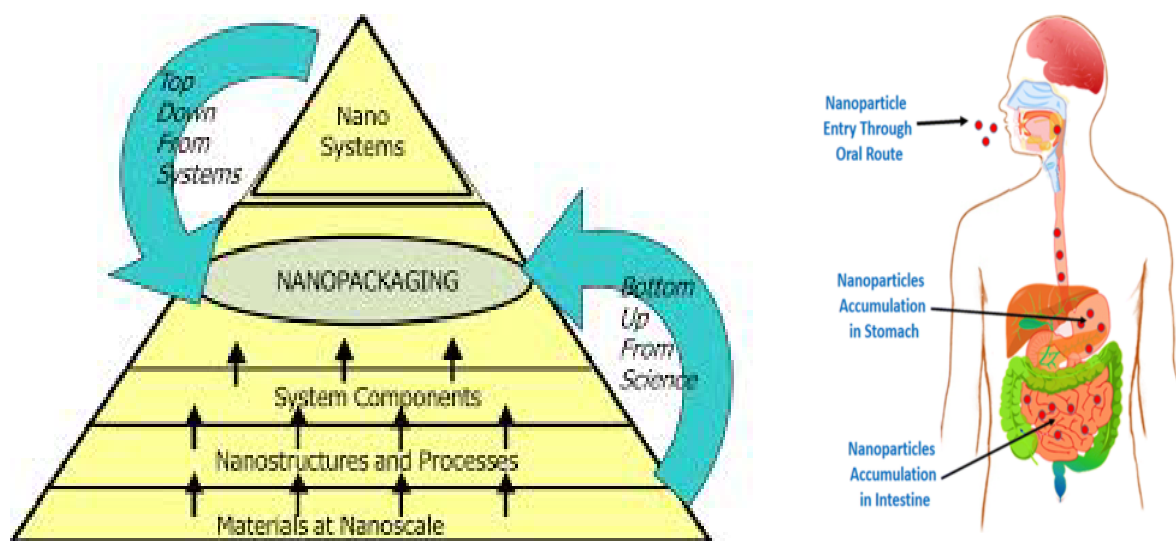 Top
Down
From
Systems
Nano
Systems
NANOPACKAGING
Bottom
Up
From
Science
System Components
Nanostructures and Processes
Materials at Nanoscale
Nanoparticle
Entry Through
Oral Route
Nanoparticles
Accumulation
in Stomach
Nanoparticles
Accumulation
in Intestine